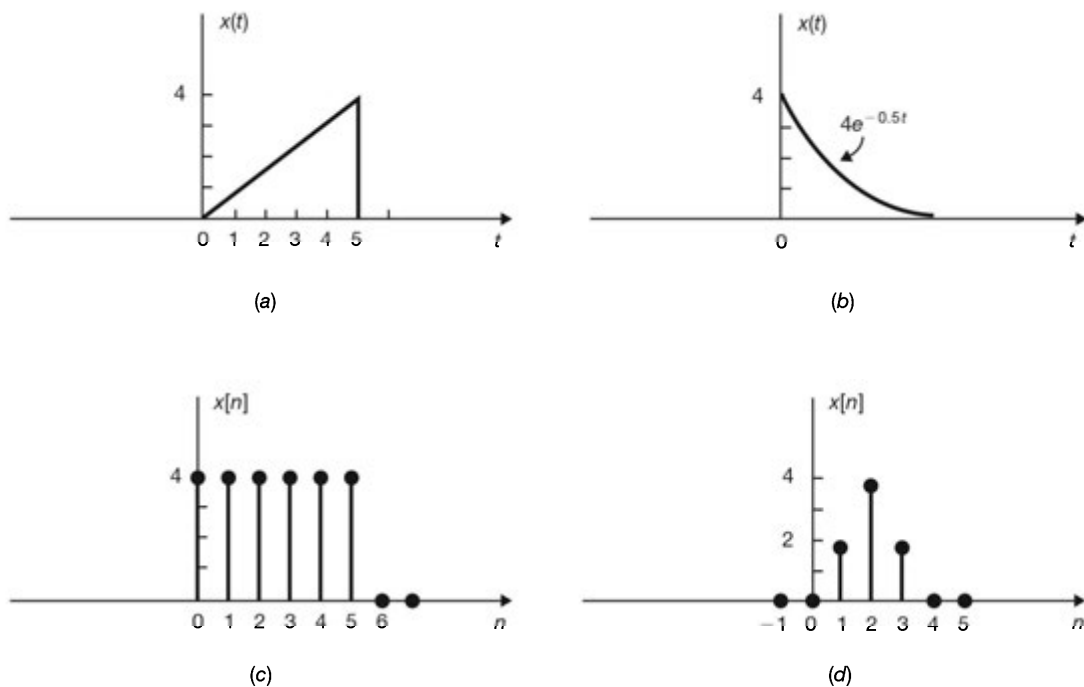 x(t)
4
0 1 2 3 4 5 t
(a)
x(t)
4
4e^{-0.5t}
0 t
(b)
x[n]
4
0 1 2 3 4 5 6 n
(c)
x[n]
4
2
−1 0 1 2 3 4 5 n
(d)